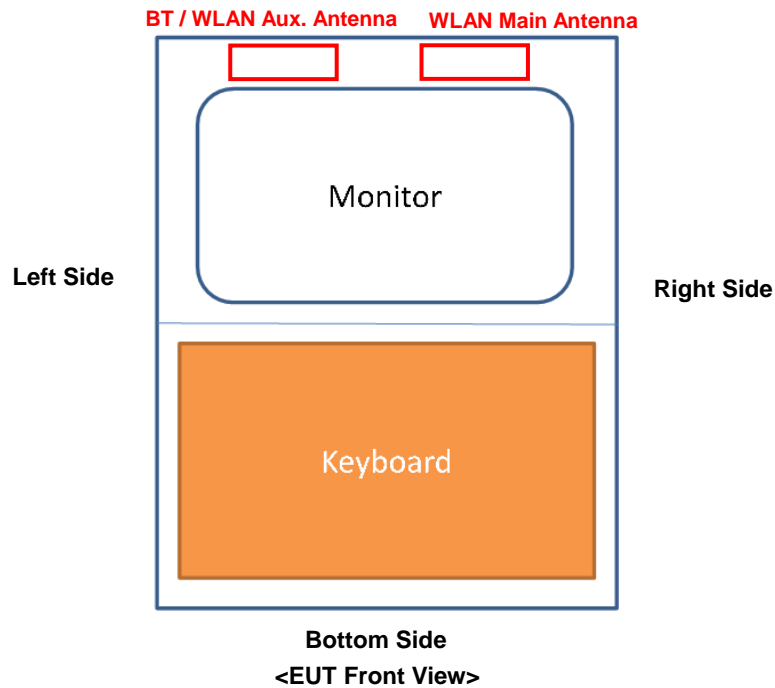 BT / WLAN Aux. Antenna
WLAN Main Antenna
Monitor
Left Side
Right Side
Keyboard
Bottom Side
<EUT Front View>